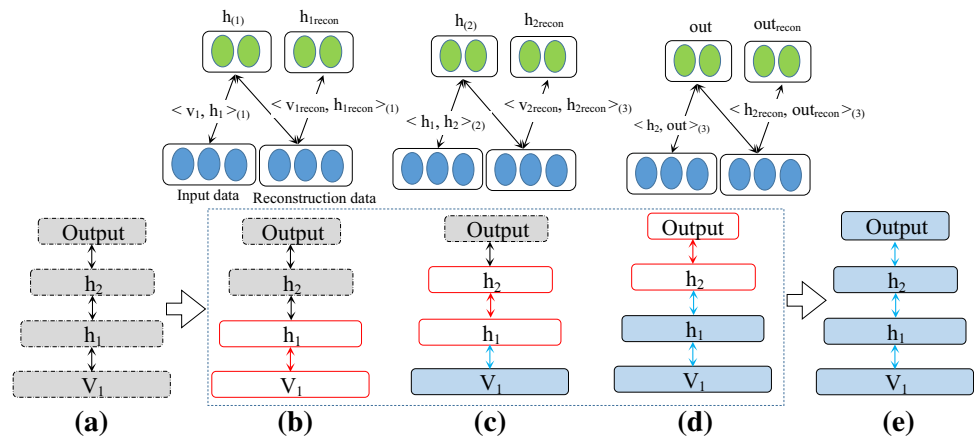 h(1) h1recon
h(2) h2recon
out outrecon
< v1, h1 >(1)
< v1recon, h1recon >(1)
< h1, h2 >(2)
< v2recon, h2recon >(3)
< h2, out >(3)
< h2recon, outrecon >(3)
Input data
Reconstruction data
Output
h2
h1
V1
(a)
Output
h2
h1
V1
(b)
Output
h2
h1
V1
(c)
Output
h2
h1
V1
(d)
Output
h2
h1
V1
(e)